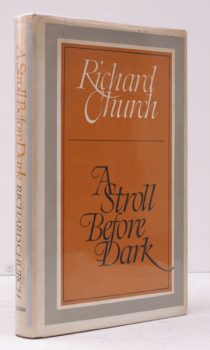 Richard
Church
A
Stroll
Before
Dark
A Stroll Before Dark RICHARD CHURCH